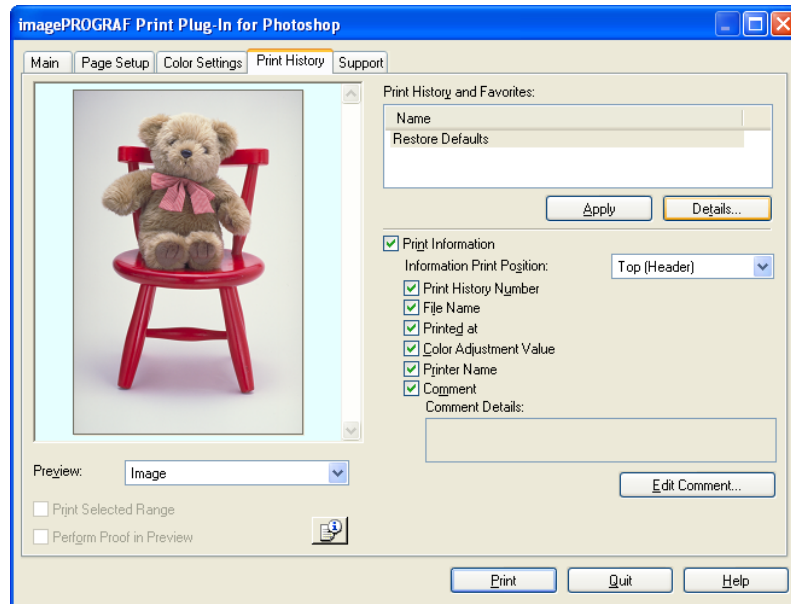 imagePROGRAF Print Plug-In for Photoshop
Main Page Setup Color Settings Print History Support
Print History and Favorites:
Name
Restore Defaults
Apply Details...
Print Information
Information Print Position: Top (Header)
Print History Number
File Name
Printed at
Color Adjustment Value
Printer Name
Comment
Comment Details:
Preview: Image
Edit Comment...
Print Selected Range
Perform Proof in Preview
Print Quit Help